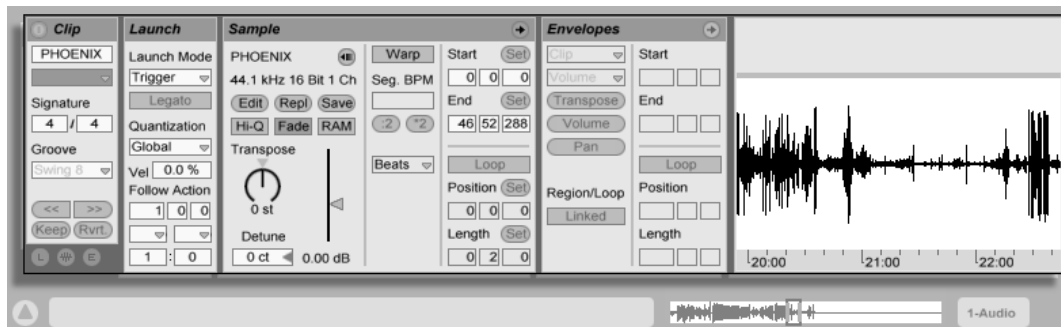 Clip
PHOENIX
Signature
4 / 4
Groove
Swing 8
<< >>
Keep Rvrt.
L E
Launch
Launch Mode
Trigger
Legato
Quantization
Global
Vel 0.0 %
Follow Action
1 0 0
1 : 0
Sample
PHOENIX
44.1 kHz 16 Bit 1 Ch
Edit Repl Save
Hi-Q Fade RAM
Transpose
0 st
Detune
0 ct 0.00 dB
Warp
Seg. BPM
:2 *2
Beats
Start Set
0 0 0
End Set
46 52 288
Loop
Position Set
0 0 0
Length Set
0 2 0
Envelopes
Clip
Volume
Transpose
Volume
Pan
Region/Loop
Linked
Start
End
Loop
Position
Length
20:00 21:00 22:00
1-Audio